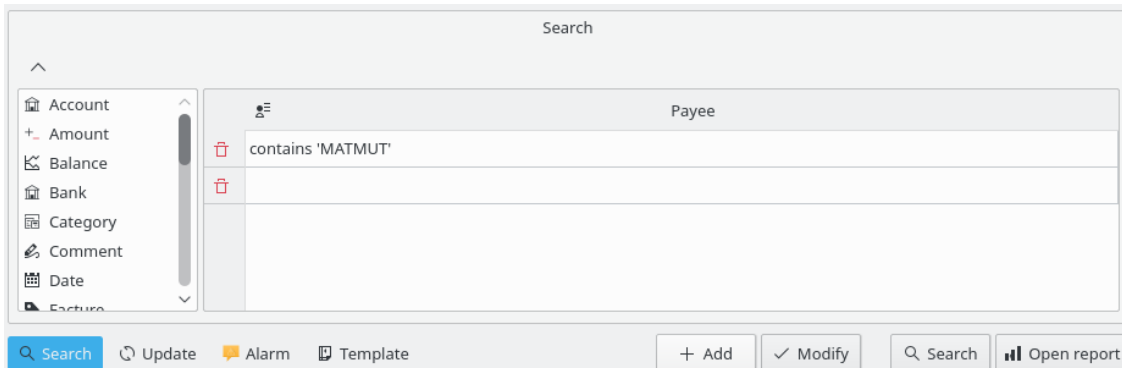 Search
Account
Amount
Balance
Bank
Category
Comment
Date
Facture
Payee
contains 'MATMUT'
Search Update Alarm Template Add Modify Search Open report